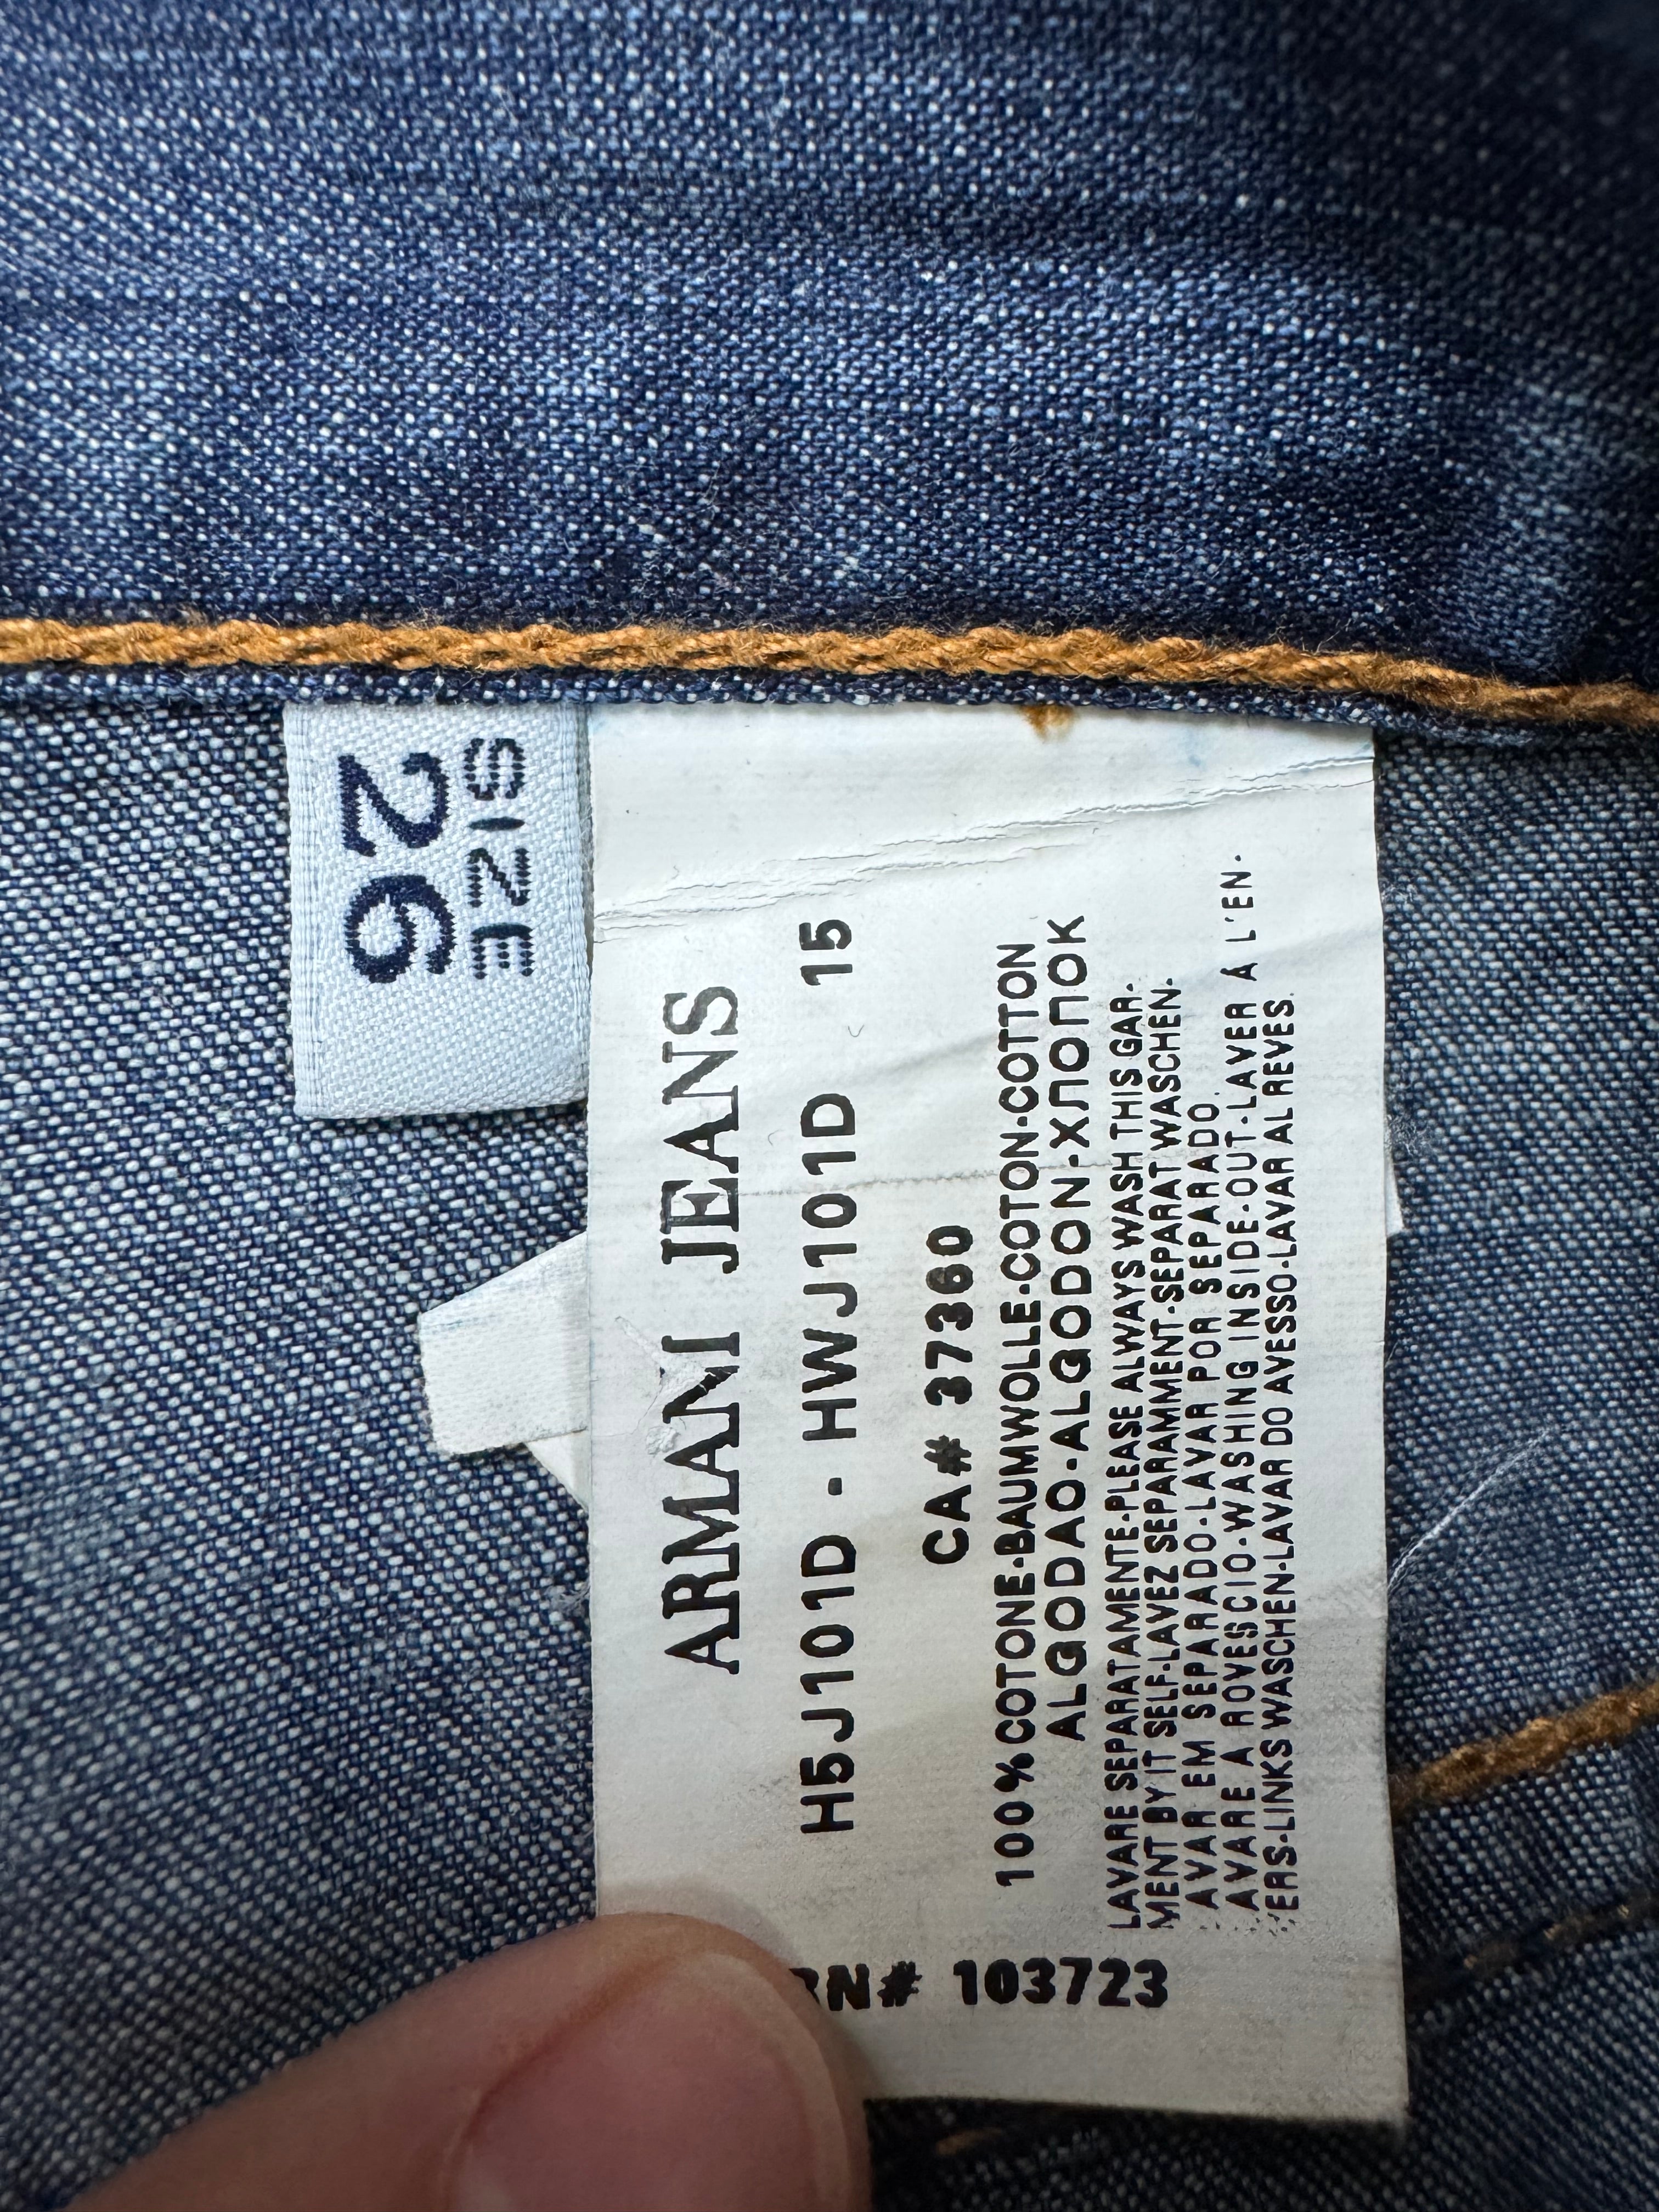 SIZE
26
ARMANI JEANS
H5J101D - HWJ101D 15
CA# 37360
100%COTONE-BAUMWOLLE-COTON-COTTON
ALGODAO-ALGODON-ХЛОПОК
LAVARE SEPARATAMENTE-PLEASE ALWAYS WASH THIS GAR-
MENT BY IT SELF-LAVEZ SEPARAMMENT-SEPARAT WASCHEN-
AVAR EM SEPARADO-LAVAR POR SEPARADO.
AVARE A ROVESCIO-WASHING INSIDE-OUT-LAVER Á L'EN-
ERS-LINKS WASCHEN-LAVAR DO AVESSO-LAVAR AL REVES.
RN# 103723